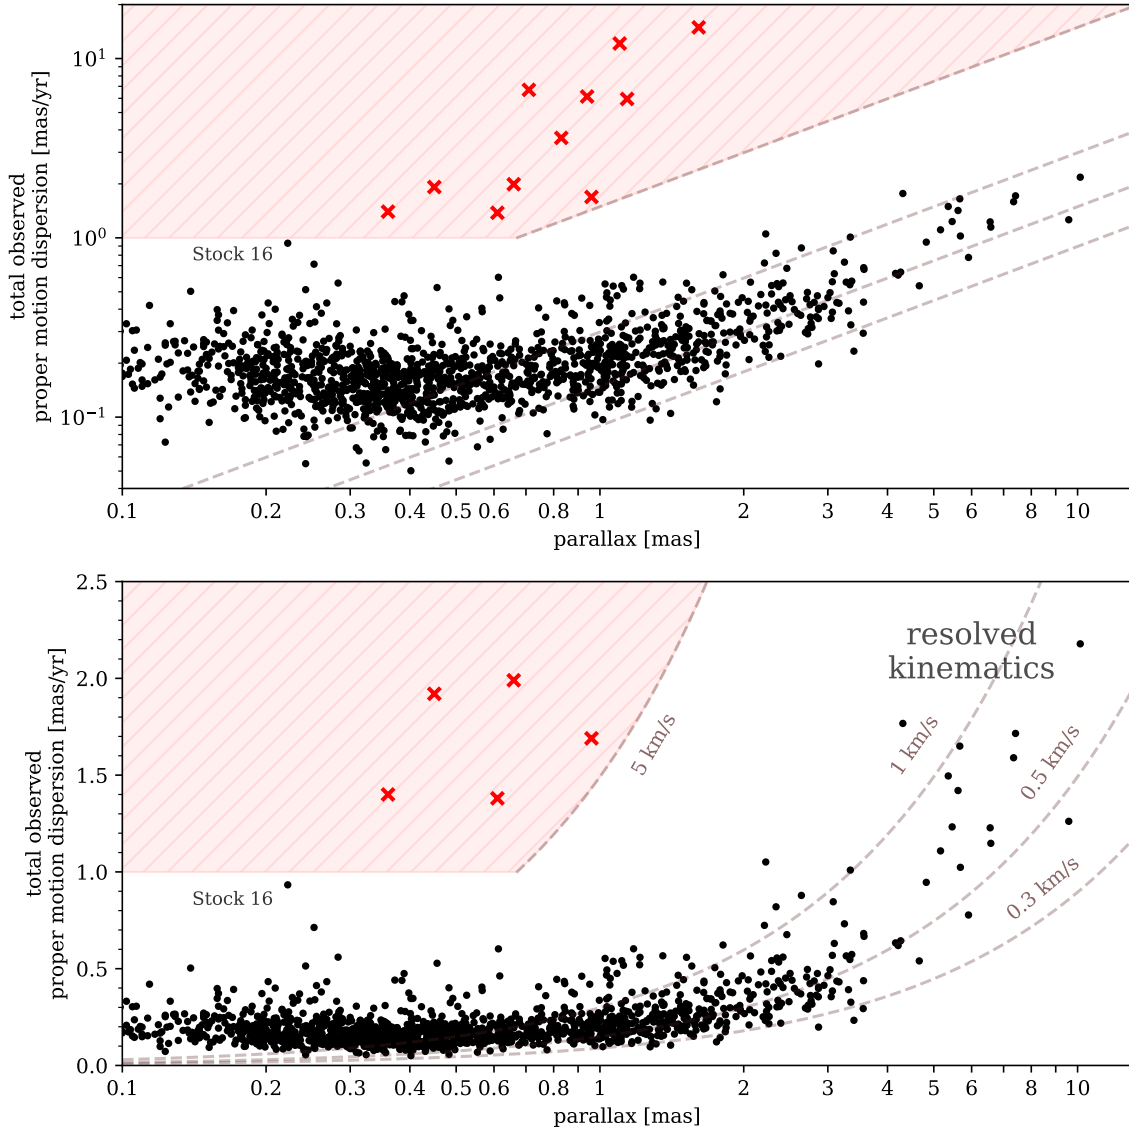 total observed
proper motion dispersion [mas/yr]
10¹
10⁰
10⁻¹
Stock 16
0.1 0.2 0.3 0.4 0.5 0.6 0.8 1 2 3 4 5 6 8 10
parallax [mas]
total observed
proper motion dispersion [mas/yr]
2.5
2.0
1.5
1.0
0.5
0.0
resolved
kinematics
5 km/s
1 km/s
0.5 km/s
0.3 km/s
Stock 16
0.1 0.2 0.3 0.4 0.5 0.6 0.8 1 2 3 4 5 6 8 10
parallax [mas]